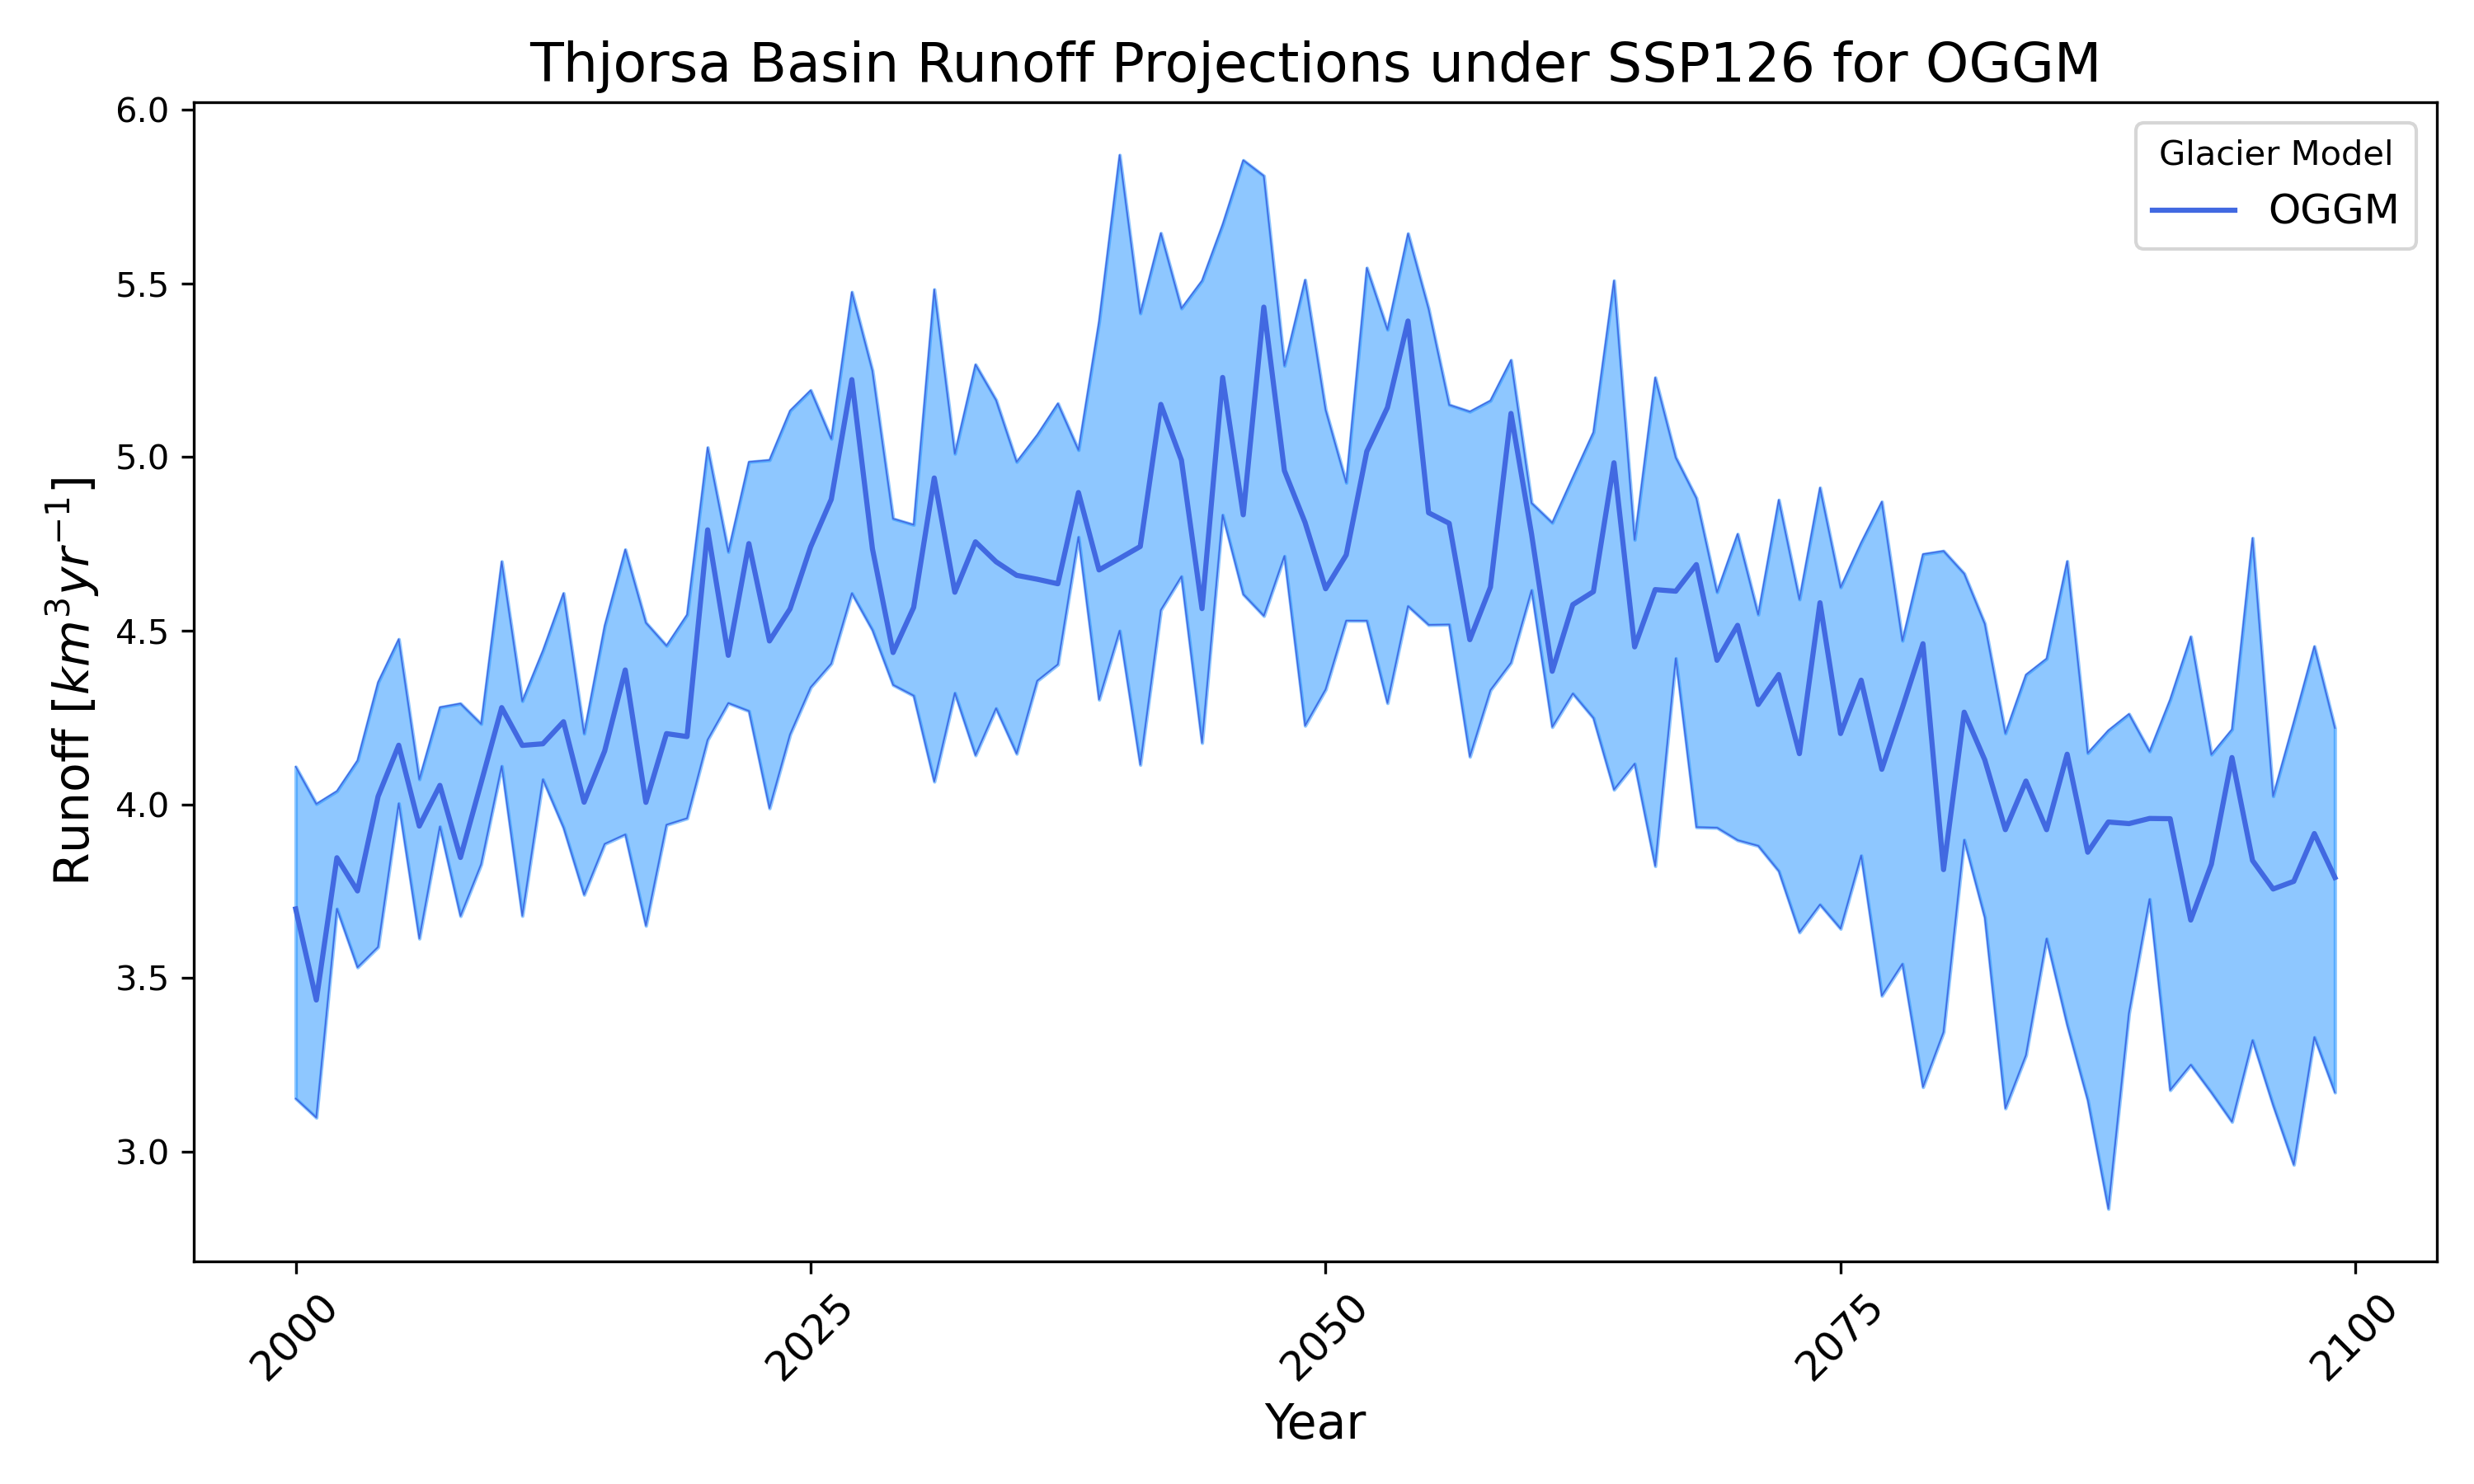 Thjorsa Basin Runoff Projections under SSP126 for OGGM
Glacier Model
OGGM
Runoff [km³yr⁻¹]
6.0
5.5
5.0
4.5
4.0
3.5
3.0
2000
2025
2050
2075
2100
Year